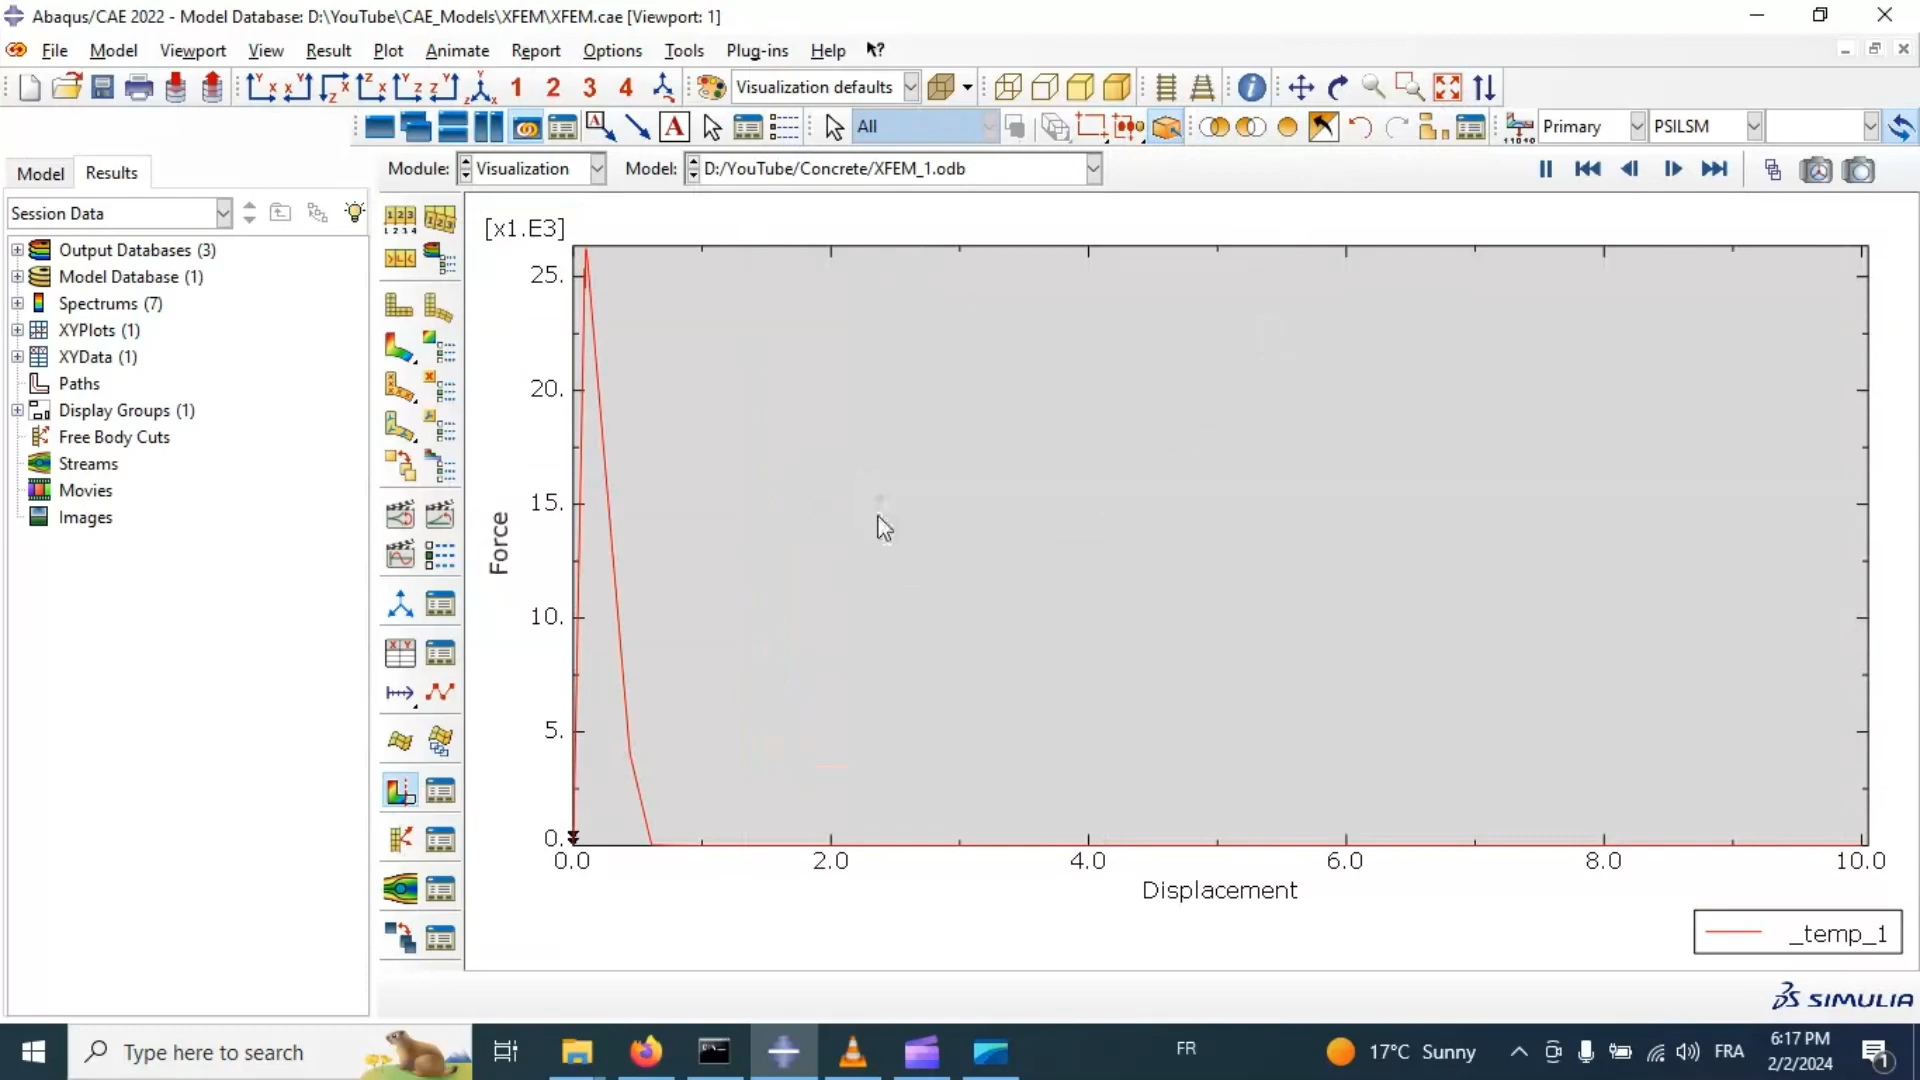 Abaqus/CAE 2022 - Model Database: D:\YouTube\CAE_Models\XFEM\XFEM.cae [Viewport: 1]
File Model Viewport View Result Plot Animate Report Options Tools Plug-ins Help
1 2 3 4 Visualization defaults
A A All Primary PSILSM
Model Results Module: Visualization Model: D:/YouTube/Concrete/XFEM_1.odb
Session Data
Output Databases (3)
Model Database (1)
Spectrums (7)
XYPlots (1)
XYData (1)
Paths
Display Groups (1)
Free Body Cuts
Streams
Movies
Images
[x1.E3]
25.
20.
15.
10.
5.
0.
Force
0.0 2.0 4.0 6.0 8.0 10.0
Displacement
_temp_1
SIMULIA
Type here to search FR 17°C Sunny FRA 6:17 PM
2/2/2024
1